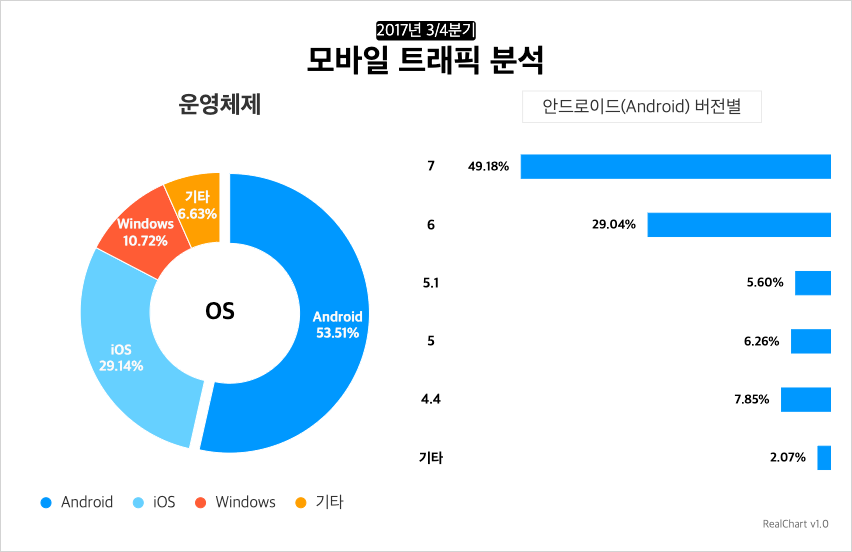 2017년 3/4분기
모바일 트래픽 분석
운영체제
기타
6.63%
Windows
10.72%
OS
Android
53.51%
iOS
29.14%
Android iOS Windows 기타
안드로이드(Android) 버전별
7 49.18%
6 29.04%
5.1 5.60%
5 6.26%
4.4 7.85%
기타 2.07%
RealChart v1.0